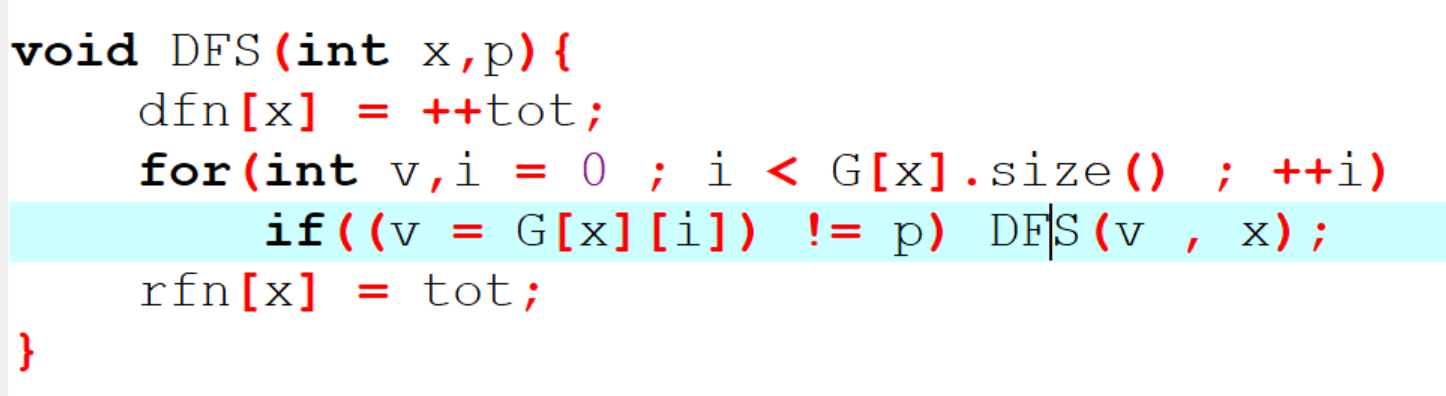 void DFS(int x,p){
    dfn[x] = ++tot;
    for(int v,i = 0 ; i < G[x].size() ; ++i)
        if((v = G[x][i]) != p) DFS(v , x);
    rfn[x] = tot;
}